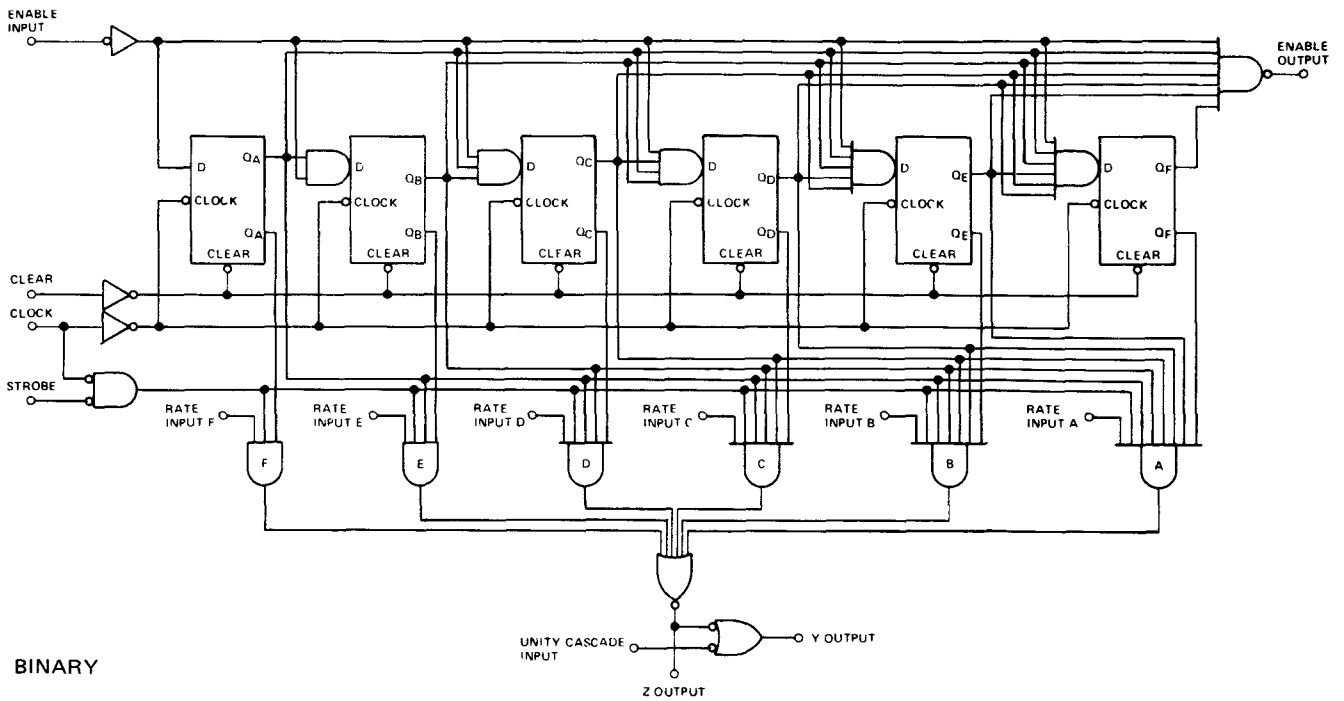 ENABLE
INPUT
ENABLE
OUTPUT
D
QA
CLOCK
QA
CLEAR
D
QB
CLOCK
QB
CLEAR
D
QC
CLOCK
QC
CLEAR
D
QD
CLOCK
QD
CLEAR
D
QE
CLOCK
QE
CLEAR
D
QF
CLOCK
QF
CLEAR
CLEAR
CLOCK
STROBE
RATE
INPUT F
RATE
INPUT E
RATE
INPUT D
RATE
INPUT C
RATE
INPUT B
RATE
INPUT A
F
E
D
C
B
A
UNITY CASCADE
INPUT
Y OUTPUT
Z OUTPUT
BINARY